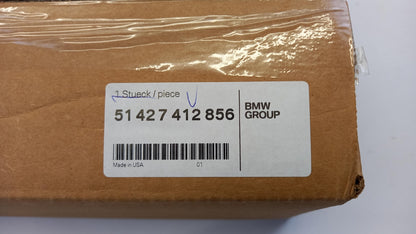 1 Stueck / piece
51 42 7 412 856
BMW
GROUP
Made in USA
01